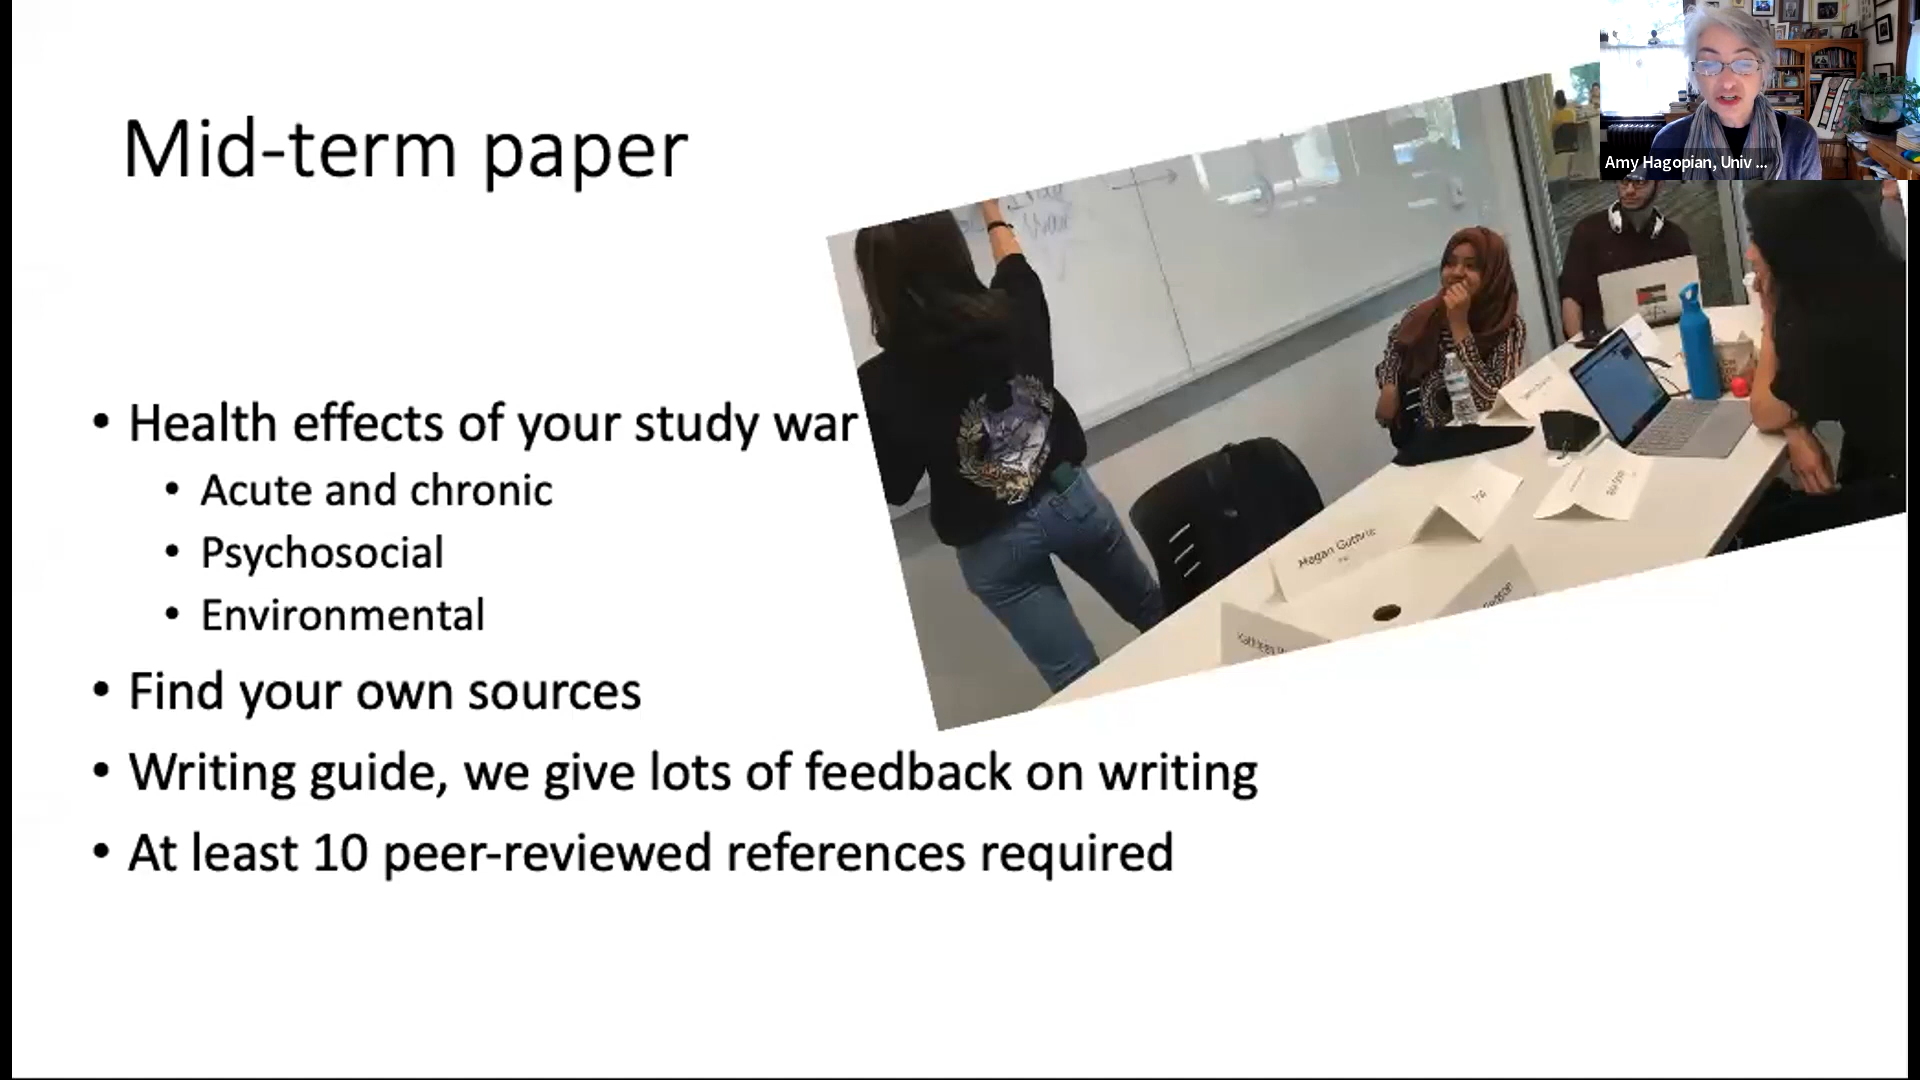 Mid-term paper
Amy Hagopian, Univ ...
• Health effects of your study war
• Acute and chronic
• Psychosocial
• Environmental
• Find your own sources
• Writing guide, we give lots of feedback on writing
• At least 10 peer-reviewed references required
Megan Guthrie
Kathleen